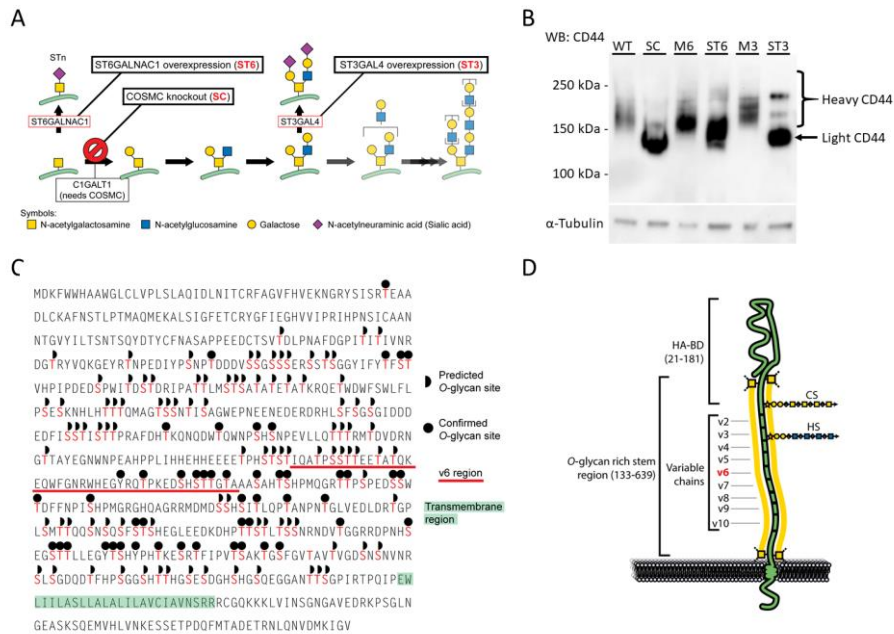 A
STn
ST6GALNAC1 overexpression (ST6)
COSMC knockout (SC)
ST3GAL4 overexpression (ST3)
ST6GALNAC1
ST3GAL4
C1GALT1
(needs COSMC)
Symbols:
N-acetylgalactosamine
N-acetylglucosamine
Galactose
N-acetylneuraminic acid (Sialic acid)
B
WB: CD44
WT SC M6 ST6 M3 ST3
250 kDa -
150 kDa -
100 kDa -
Heavy CD44
Light CD44
α-Tubulin
C
MDKFWWHAAWGLCLVPLSLAQIDLNITCRFAGVFHVEKNGRYSISRTEAA
DLCKAFNSTLPTMAQMEKALSIGFETCRYGFIEGHVVIPRIHPNSICAAN
NTGVYILTSNTSQYDTYCFNASAPPEEDCTSVTDLPNAFDGPITITIVNR
DGTRYVQKGEYRTNPEDIYPSNPTDDDVSSGSSSERSSTSGGYIFYTFST
VHPIPDEDSPWITDSTDRIPATTLMSTSATATETATKRQETWDWFSWLFL
PSESKNHLHTTTQMAGTSSNTISAGWEPNEENEDERDRHLSFSGSGIDDD
EDFISSTISTTPRAFDHTKQNQDWTQWNPSHSNPEVLLQTTTRMTDVDRN
GTTAYEGNWNPEAHPPLIHHEHHEEEETPHSTSTIQATPSSTTEETATQK
EQWFGNRWHEGYRQTPKEDSHSTTGTAAASAHTSHPMQGRTTPSPEDSSW
TDFFNPISHPMGRGHQAGRRMDMDSSHSITLQPTANPNTGLVEDLDRTGP
LSMTTQQSNSQSFSTSHEGLEEDKDHPTTSTLTSSNRNDVTGGRRDPNHS
EGSTTLLEGYTSHYPHTKESRTFIPVTSAKTGSFGVTAVTVGDSNSNVNR
SLSGDQDTFHPSGGSHTTHGSESDGHSHGSQEGGANTTSGPIRTPQIPEW
LIILASLLALALILAVCIAVNSRRRCGQKKKLVINSGNGAVEDRKPSGLN
GEASKSQEMVHLVNKESSETPDQFMTADETRNLQNVDMKIGV
Predicted
O-glycan site
Confirmed
O-glycan site
v6 region
Transmembrane
region
D
HA-BD
(21-181)
CS
HS
O-glycan rich stem
region (133-639)
Variable
chains
v2
v3
v4
v5
v6
v7
v8
v9
v10